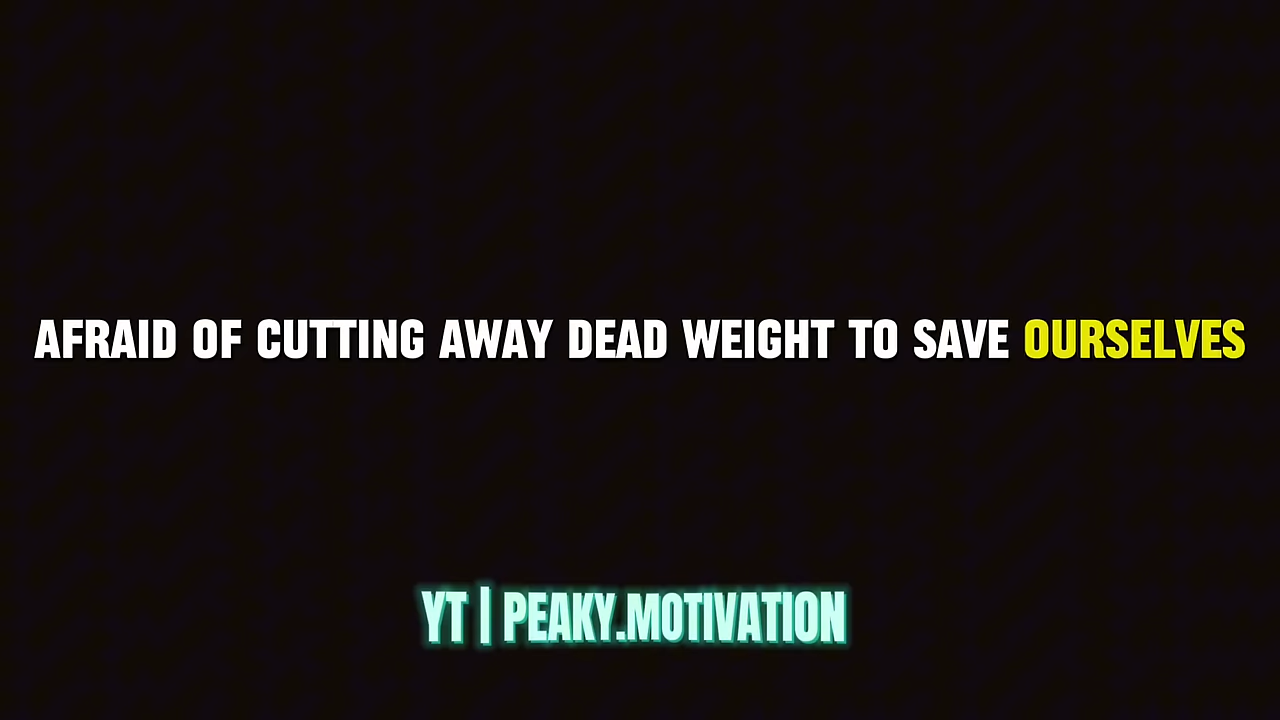 AFRAID OF CUTTING AWAY DEAD WEIGHT TO SAVE OURSELVES
YT | PEAKY.MOTIVATION